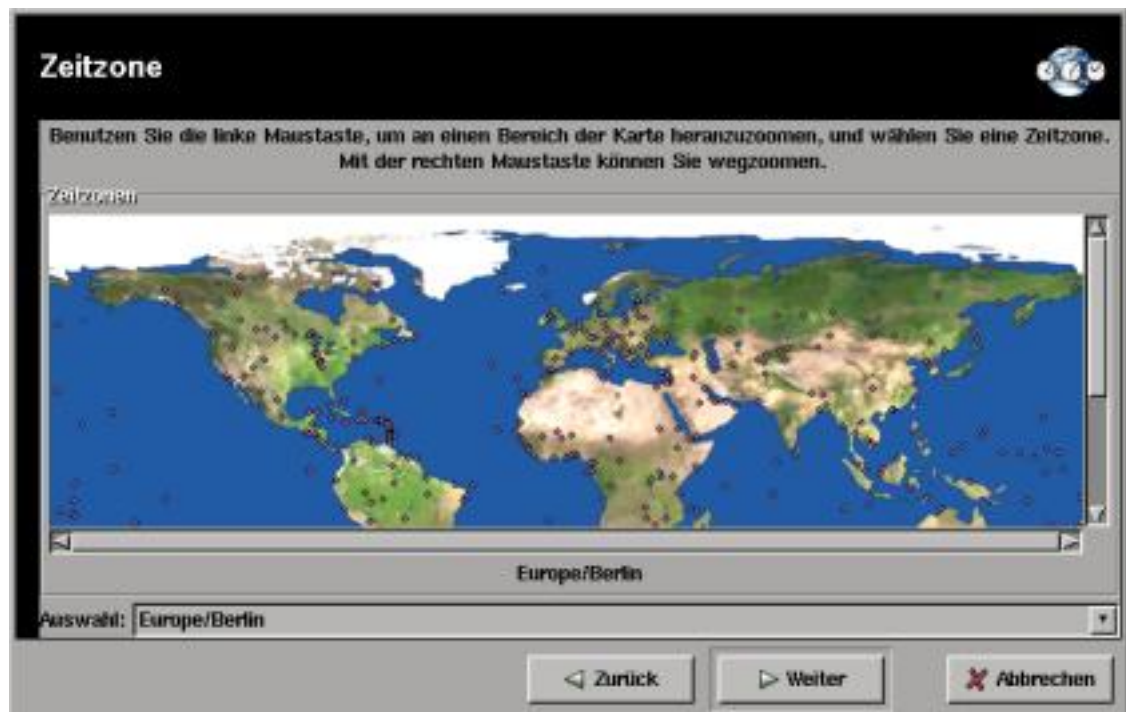 Zeitzone
Benutzen Sie die linke Maustaste, um an einen Bereich der Karte heranzuzoomen, und wählen Sie eine Zeitzone.
Mit der rechten Maustaste können Sie wegzoomen.
Zeitzonen
Europe/Berlin
Auswahl: Europe/Berlin
Zurück Weiter Abbrechen